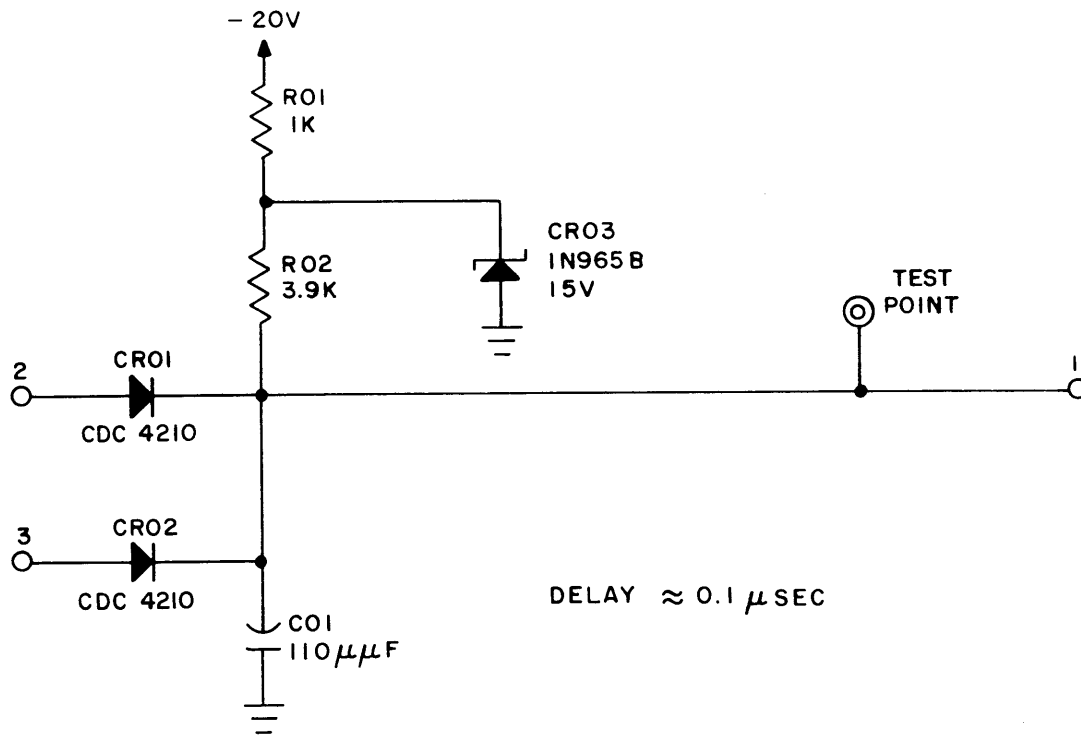 - 20V
R01
1K
R02
3.9K
CR03
1N965B
15V
TEST
POINT
2
CR01
CDC 4210
1
3
CR02
CDC 4210
DELAY ≈ 0.1 μSEC
C01
110μμF